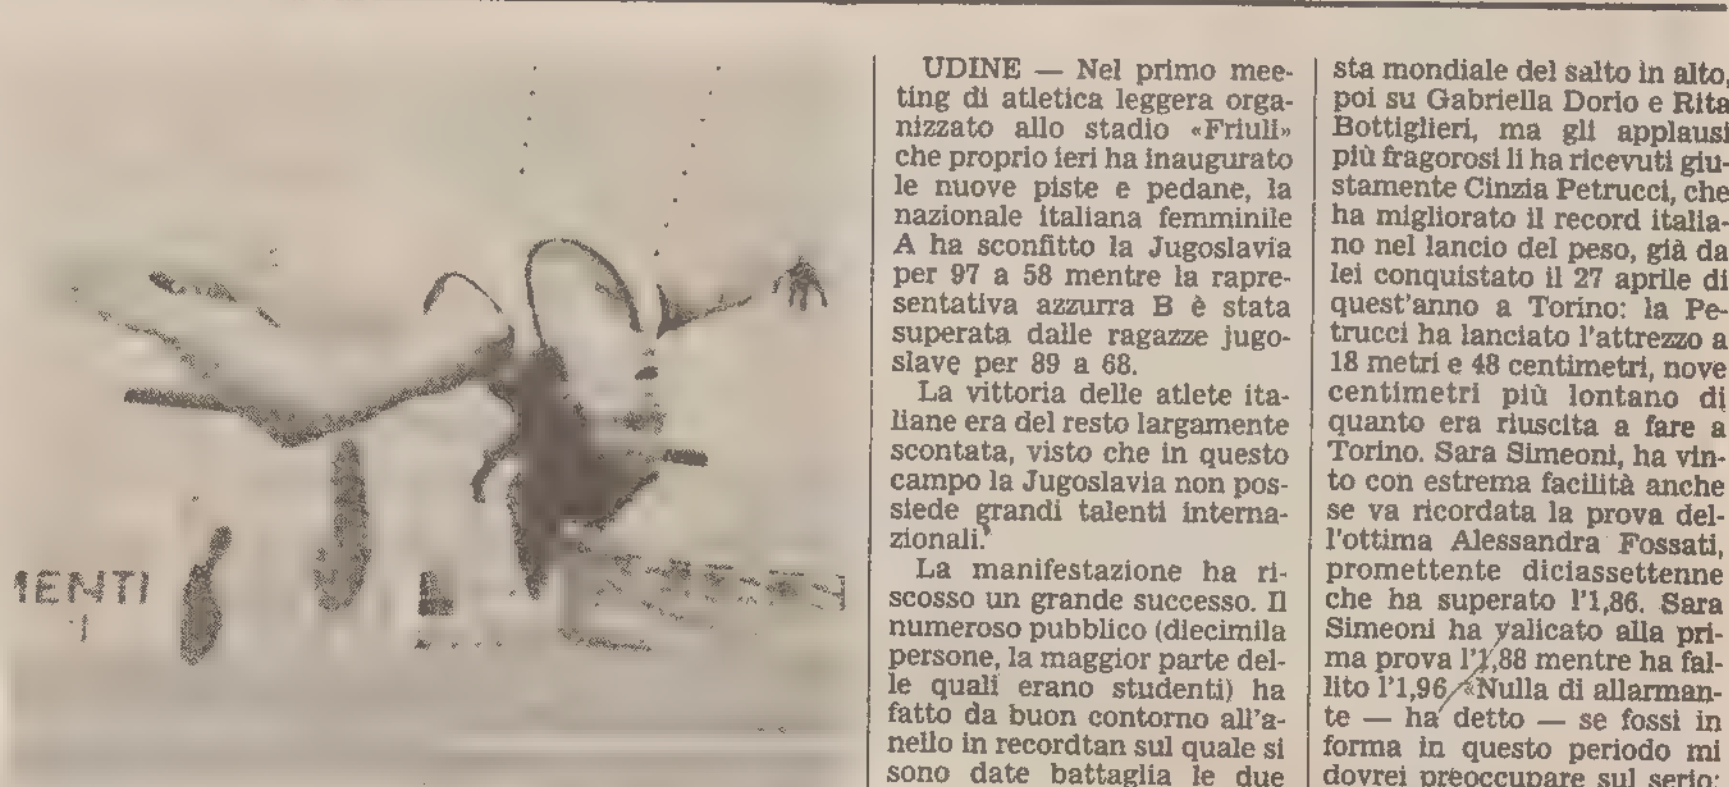 MENTI
UDINE — Nel primo mee-
ting di atletica leggera orga-
nizzato allo stadio «Friuli»
che proprio ieri ha inaugurato
le nuove piste e pedane, la
nazionale italiana femminile
A ha sconfitto la Jugoslavia
per 97 a 58 mentre la rapre-
sentativa azzurra B è stata
superata dalle ragazze jugo-
slave per 89 a 68.
La vittoria delle atlete ita-
liane era del resto largamente
scontata, visto che in questo
campo la Jugoslavia non pos-
siede grandi talenti interna-
zionali.
La manifestazione ha ri-
scosso un grande successo. Il
numeroso pubblico (diecimila
persone, la maggior parte del-
le quali erano studenti) ha
fatto da buon contorno all'a-
nello in recordtan sul quale si
sono date battaglia le due
sta mondiale del salto in alto,
poi su Gabriella Dorio e Rita
Bottiglieri, ma gli applausi
più fragorosi li ha ricevuti giu-
stamente Cinzia Petrucci, che
ha migliorato il record italia-
no nel lancio del peso, già da
lei conquistato il 27 aprile di
quest'anno a Torino: la Pe-
trucci ha lanciato l'attrezzo a
18 metri e 48 centimetri, nove
centimetri più lontano di
quanto era riuscita a fare a
Torino. Sara Simeoni, ha vin-
to con estrema facilità anche
se va ricordata la prova del-
l'ottima Alessandra Fossati,
promettente diciassettenne
che ha superato l'1,86. Sara
Simeoni ha valicato alla pri-
ma prova l'1,88 mentre ha fal-
lito l'1,96. «Nulla di allarman-
te — ha detto — se fossi in
forma in questo periodo mi
dovrei preoccupare sul serio: